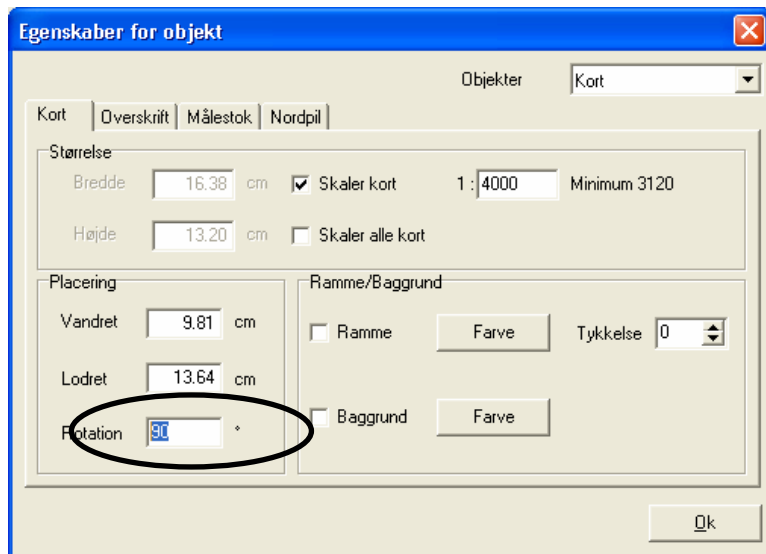 Egenskaber for objekt
Objekter Kort
Kort Overskrift Målestok Nordpil
Størrelse
Bredde 16.38 cm Skaler kort 1 : 4000 Minimum 3120
Højde 13.20 cm Skaler alle kort
Placering Ramme/Baggrund
Vandret 9.81 cm Ramme Farve Tykkelse 0
Lodret 13.64 cm
Rotation 90 ° Baggrund Farve
Ok